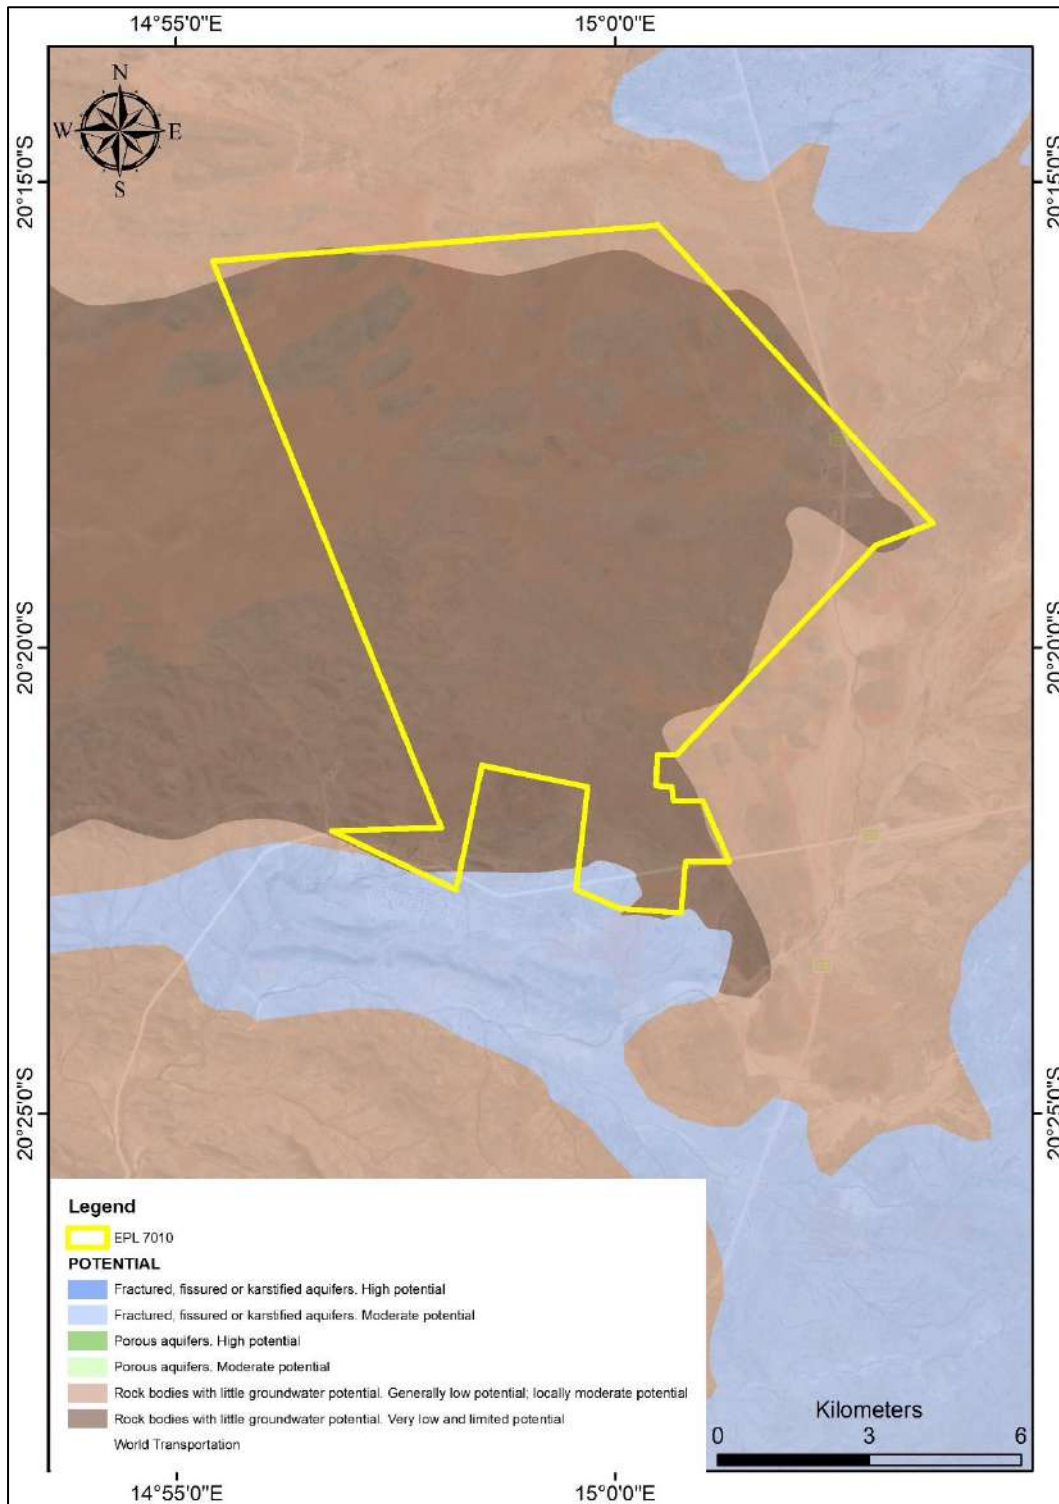 14°55'0"E 15°0'0"E
N
W E
S
20°15'0"S 20°15'0"S
20°20'0"S 20°20'0"S
20°25'0"S 20°25'0"S
Legend
EPL 7010
POTENTIAL
Fractured, fissured or karstified aquifers. High potential
Fractured, fissured or karstified aquifers. Moderate potential
Porous aquifers. High potential
Porous aquifers. Moderate potential
Rock bodies with little groundwater potential. Generally low potential; locally moderate potential
Rock bodies with little groundwater potential. Very low and limited potential
World Transportation
Kilometers
0 3 6
14°55'0"E 15°0'0"E